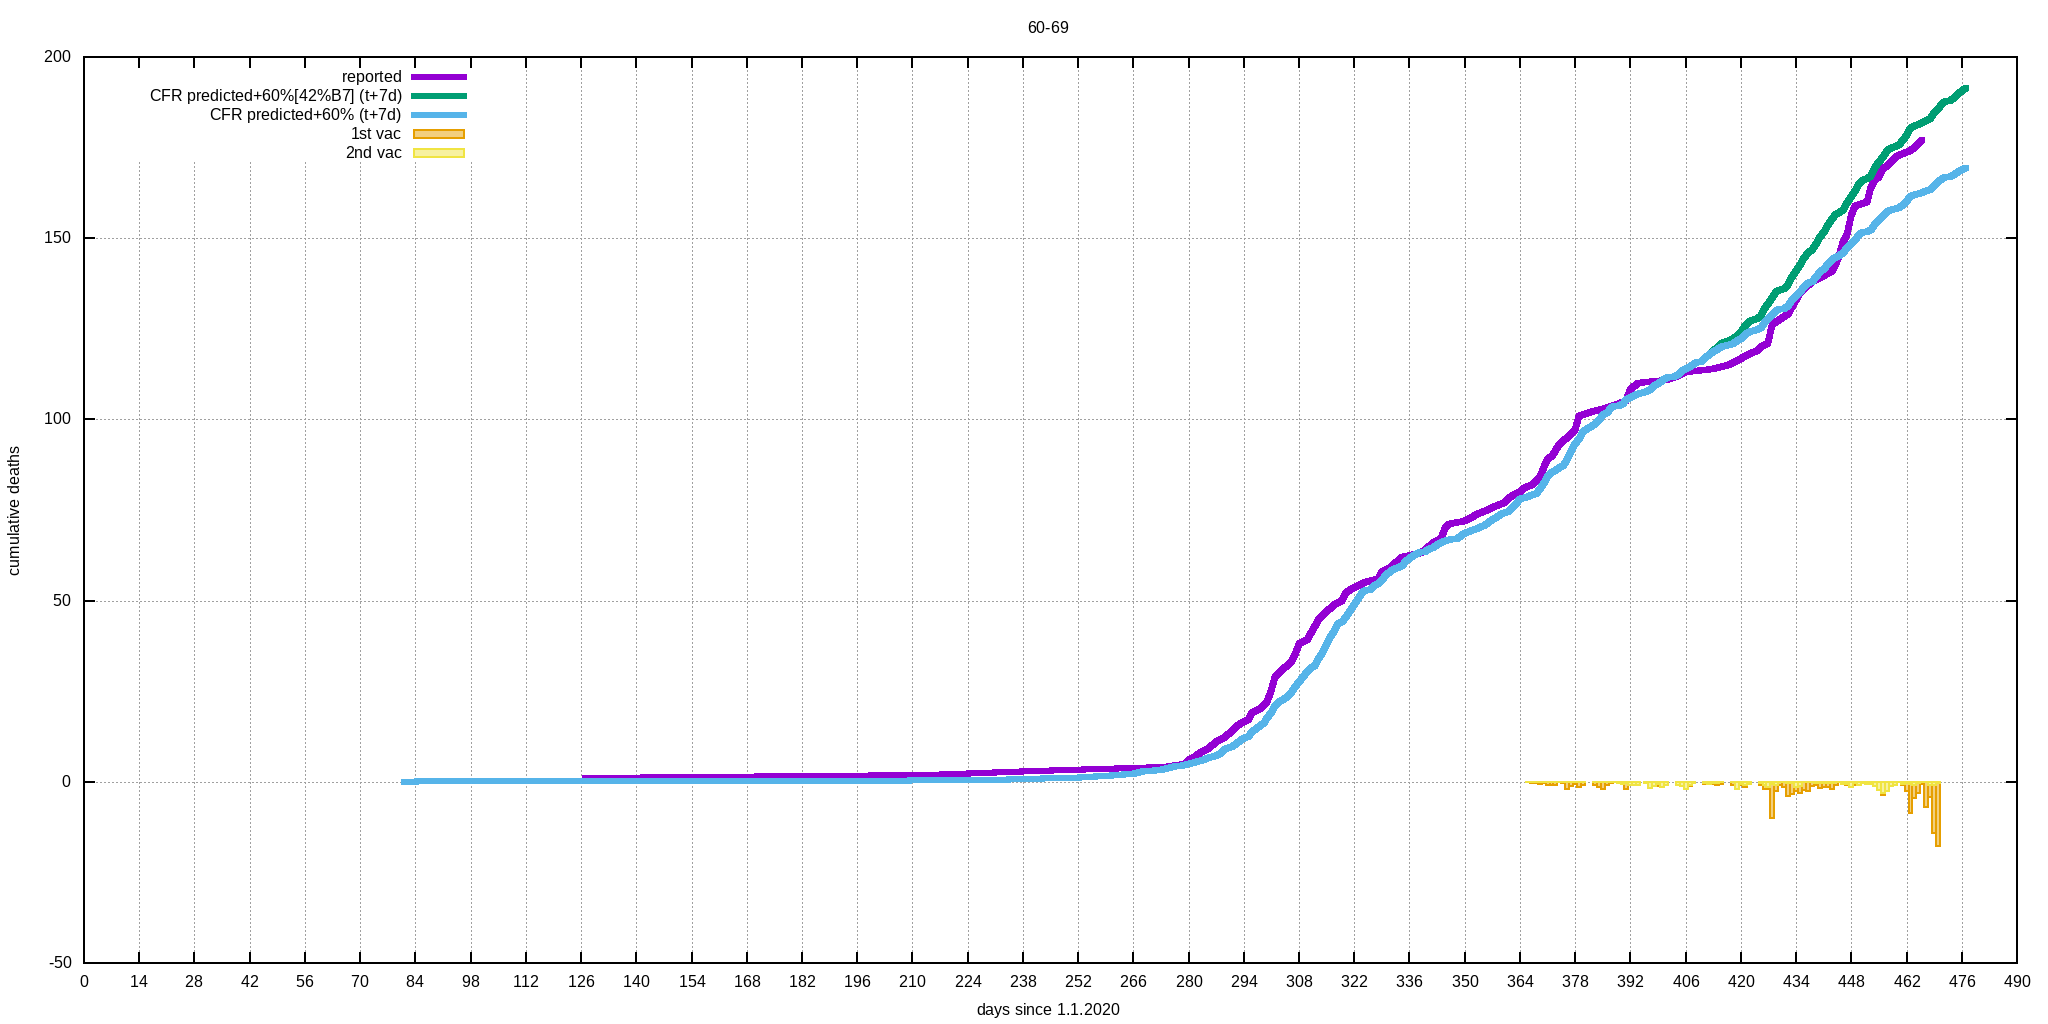 60-69
200
150
100
50
0
-50
cumulative deaths
reported
CFR predicted+60%[42%B7] (t+7d)
CFR predicted+60% (t+7d)
1st vac
2nd vac
0 14 28 42 56 70 84 98 112 126 140 154 168 182 196 210 224 238 252 266 280 294 308 322 336 350 364 378 392 406 420 434 448 462 476 490
days since 1.1.2020